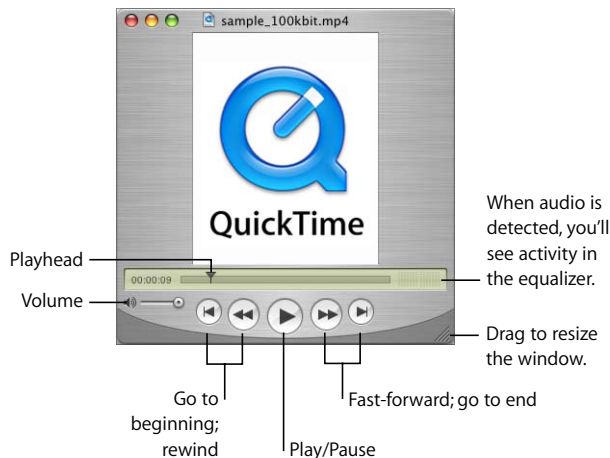 sample_100kbit.mp4
QuickTime
When audio is
detected, you'll
see activity in
the equalizer.
Playhead
00:00:09
Volume
Drag to resize
the window.
Go to
beginning;
rewind
Fast-forward; go to end
Play/Pause